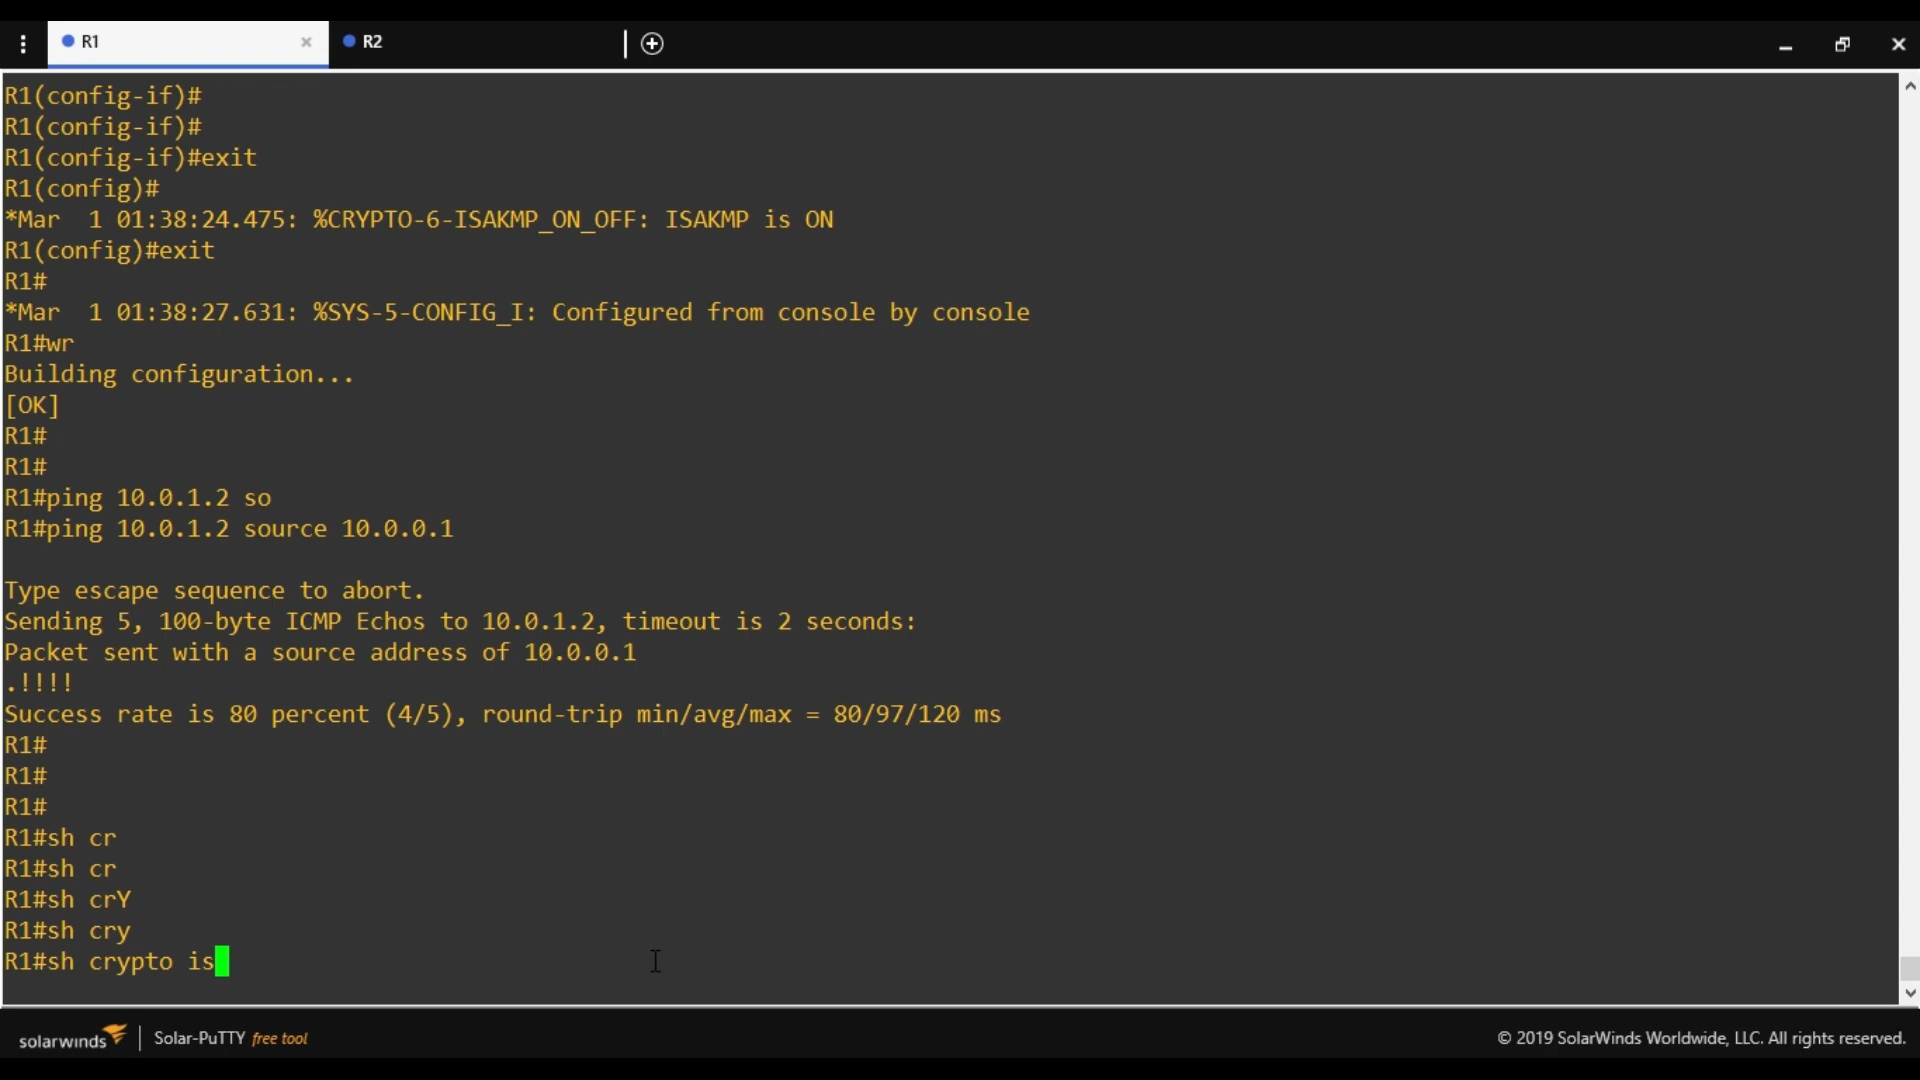 R1
R2
R1(config-if)#
R1(config-if)#
R1(config-if)#exit
R1(config)#
*Mar  1 01:38:24.475: %CRYPTO-6-ISAKMP_ON_OFF: ISAKMP is ON
R1(config)#exit
R1#
*Mar  1 01:38:27.631: %SYS-5-CONFIG_I: Configured from console by console
R1#wr
Building configuration...
[OK]
R1#
R1#
R1#ping 10.0.1.2 so
R1#ping 10.0.1.2 source 10.0.0.1
Type escape sequence to abort.
Sending 5, 100-byte ICMP Echos to 10.0.1.2, timeout is 2 seconds:
Packet sent with a source address of 10.0.0.1
.!!!!
Success rate is 80 percent (4/5), round-trip min/avg/max = 80/97/120 ms
R1#
R1#
R1#
R1#sh cr
R1#sh cr
R1#sh crY
R1#sh cry
R1#sh crypto is
solarwinds | Solar-PuTTY free tool
© 2019 SolarWinds Worldwide, LLC. All rights reserved.